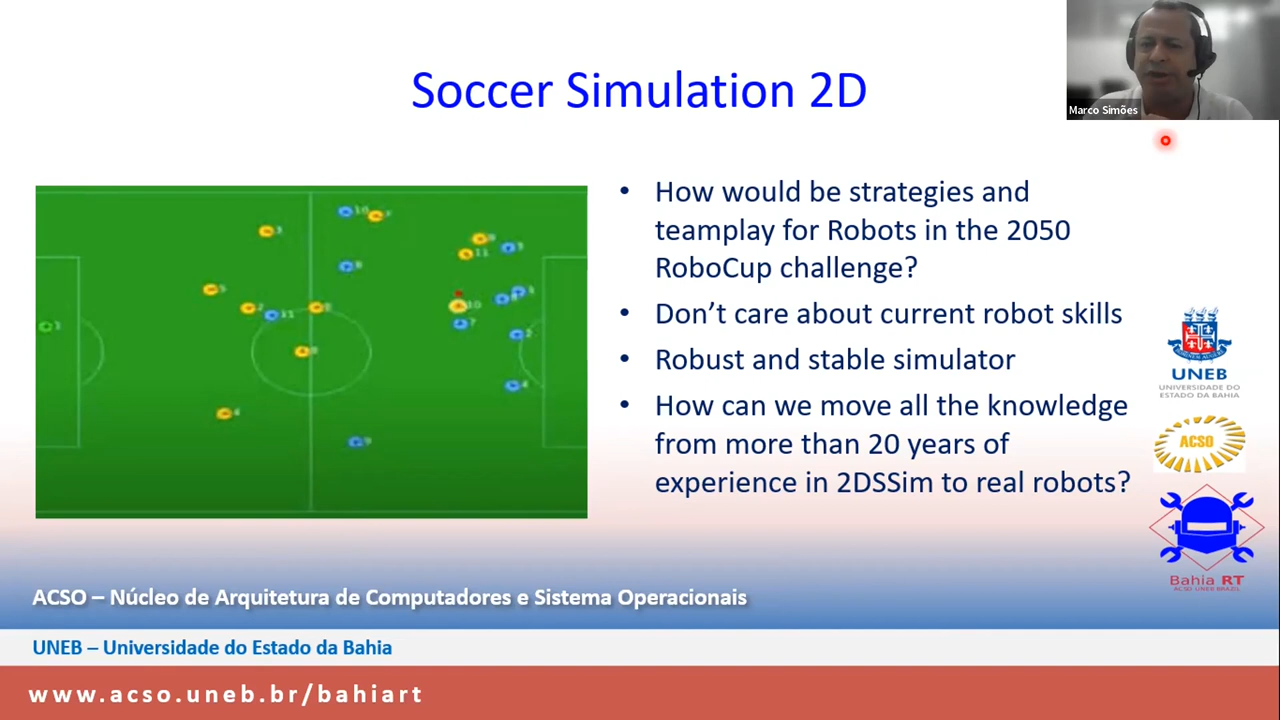 Soccer Simulation 2D
Marco Simões
• How would be strategies and
teamplay for Robots in the 2050
RoboCup challenge?
• Don’t care about current robot skills
• Robust and stable simulator
• How can we move all the knowledge
from more than 20 years of
experience in 2DSSim to real robots?
UNEB
UNIVERSIDADE DO
ESTADO DA BAHIA
ACSO
Bahia RT
ACSO UNEB BRAZIL
ACSO – Núcleo de Arquitetura de Computadores e Sistema Operacionais
UNEB – Universidade do Estado da Bahia
www.acso.uneb.br/bahiart